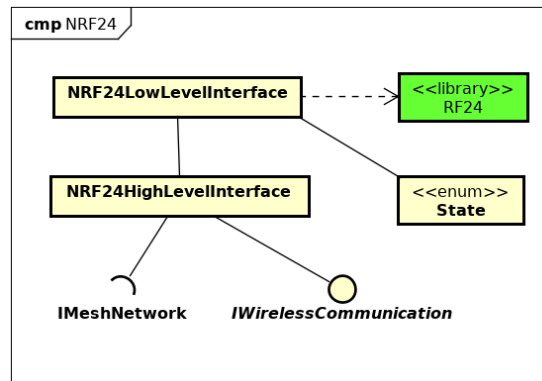 cmp NRF24
NRF24LowLevelInterface
<<library>>
RF24
NRF24HighLevelInterface
<<enum>>
State
IMeshNetwork
IWirelessCommunication